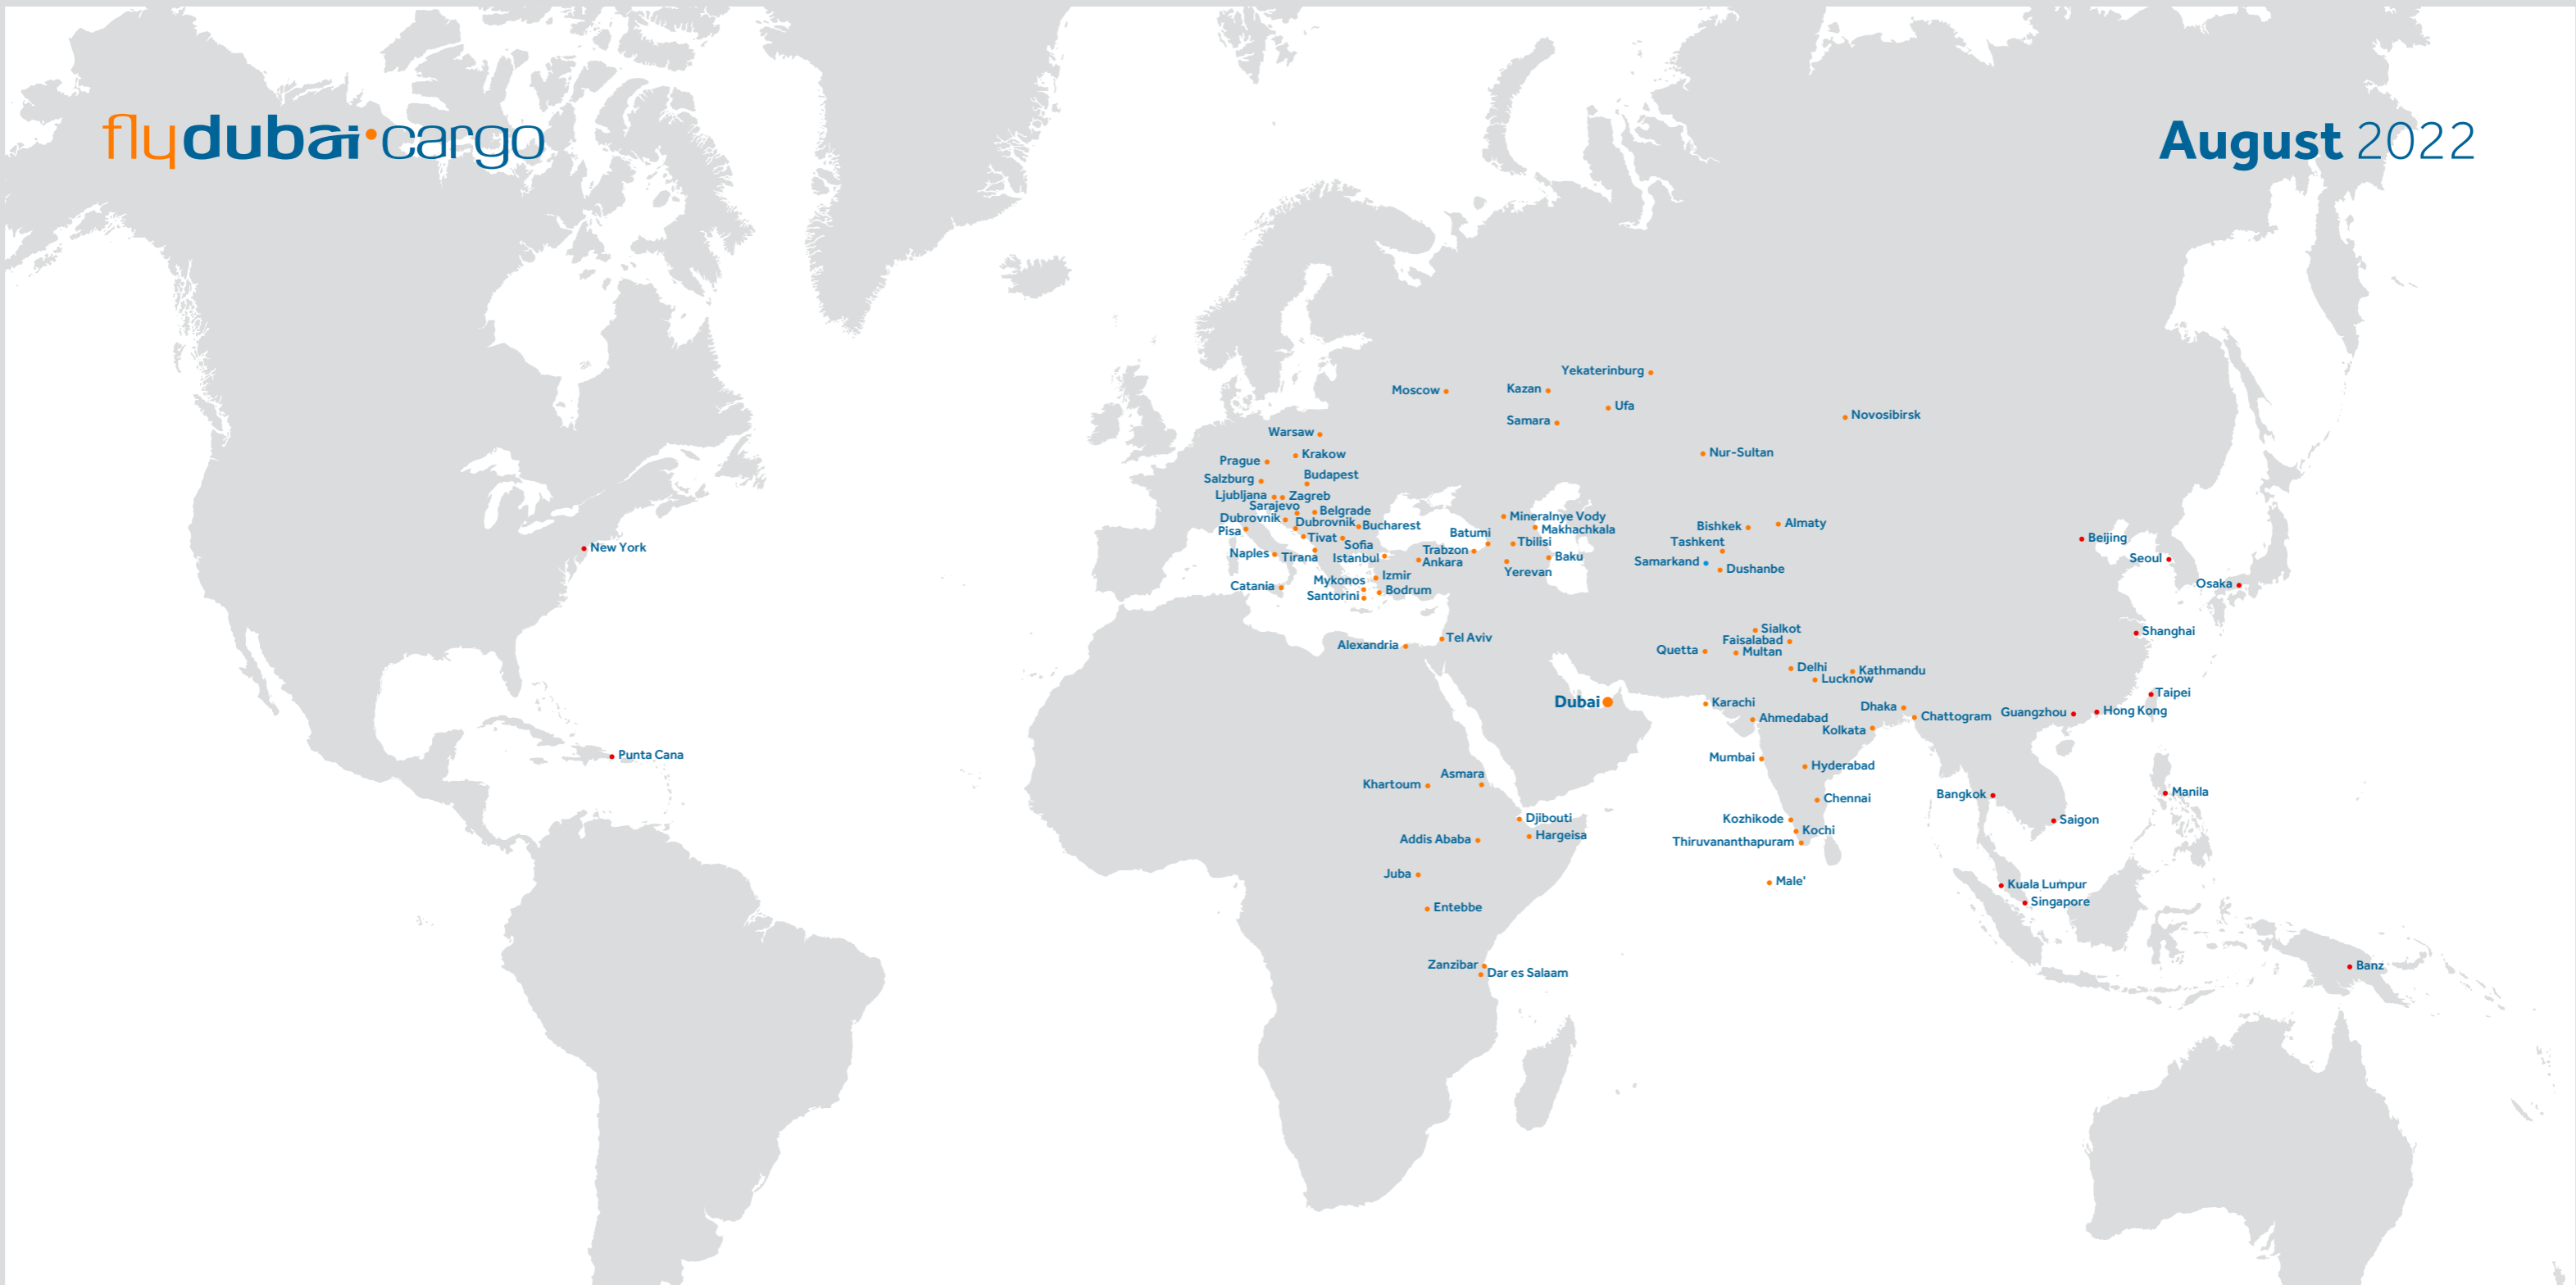 flydubai·cargo
August 2022
Yekaterinburg
Moscow
Kazan
Ufa
Novosibirsk
Samara
Warsaw
Krakow
Nur-Sultan
Prague
Budapest
Salzburg
Ljubljana
Zagreb
Sarajevo
Belgrade
Dubrovnik
Dubrovnik
Bucharest
Mineralnye Vody
Makhachkala
Bishkek
Almaty
Pisa
Tivat
Sofia
Batumi
Tbilisi
Tashkent
Beijing
New York
Naples
Tirana
Istanbul
Trabzon
Ankara
Baku
Samarkand
Seoul
Yerevan
Dushanbe
Izmir
Mykonos
Catania
Bodrum
Santorini
Osaka
Sialkot
Shanghai
Alexandria
Tel Aviv
Faisalabad
Quetta
Multan
Delhi
Kathmandu
Lucknow
Taipei
Dubai
Karachi
Dhaka
Ahmedabad
Chattogram
Guangzhou
Hong Kong
Kolkata
Punta Cana
Mumbai
Hyderabad
Asmara
Khartoum
Chennai
Bangkok
Manila
Djibouti
Kozhikode
Saigon
Hargeisa
Kochi
Addis Ababa
Thiruvananthapuram
Juba
Male'
Kuala Lumpur
Singapore
Entebbe
Zanzibar
Dar es Salaam
Banz